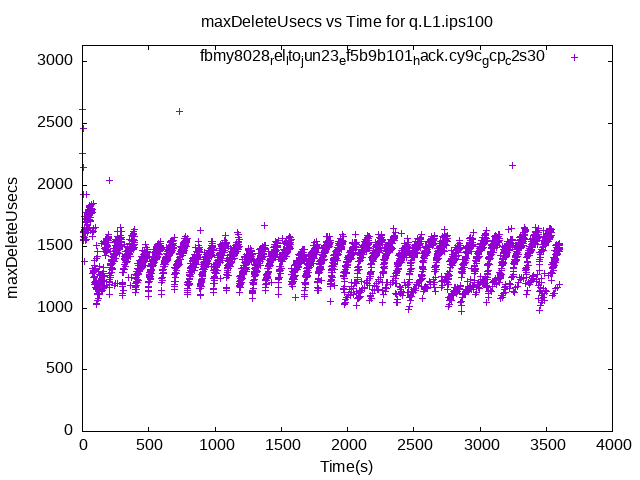 maxDeleteUsecs vs Time for q.L1.ips100
fbmy8028relltojun23ef5b9b101hack.cy9cgcpc2s30
3000
2500
2000
1500
1000
500
0
maxDeleteUsecs
0 500 1000 1500 2000 2500 3000 3500 4000
Time(s)